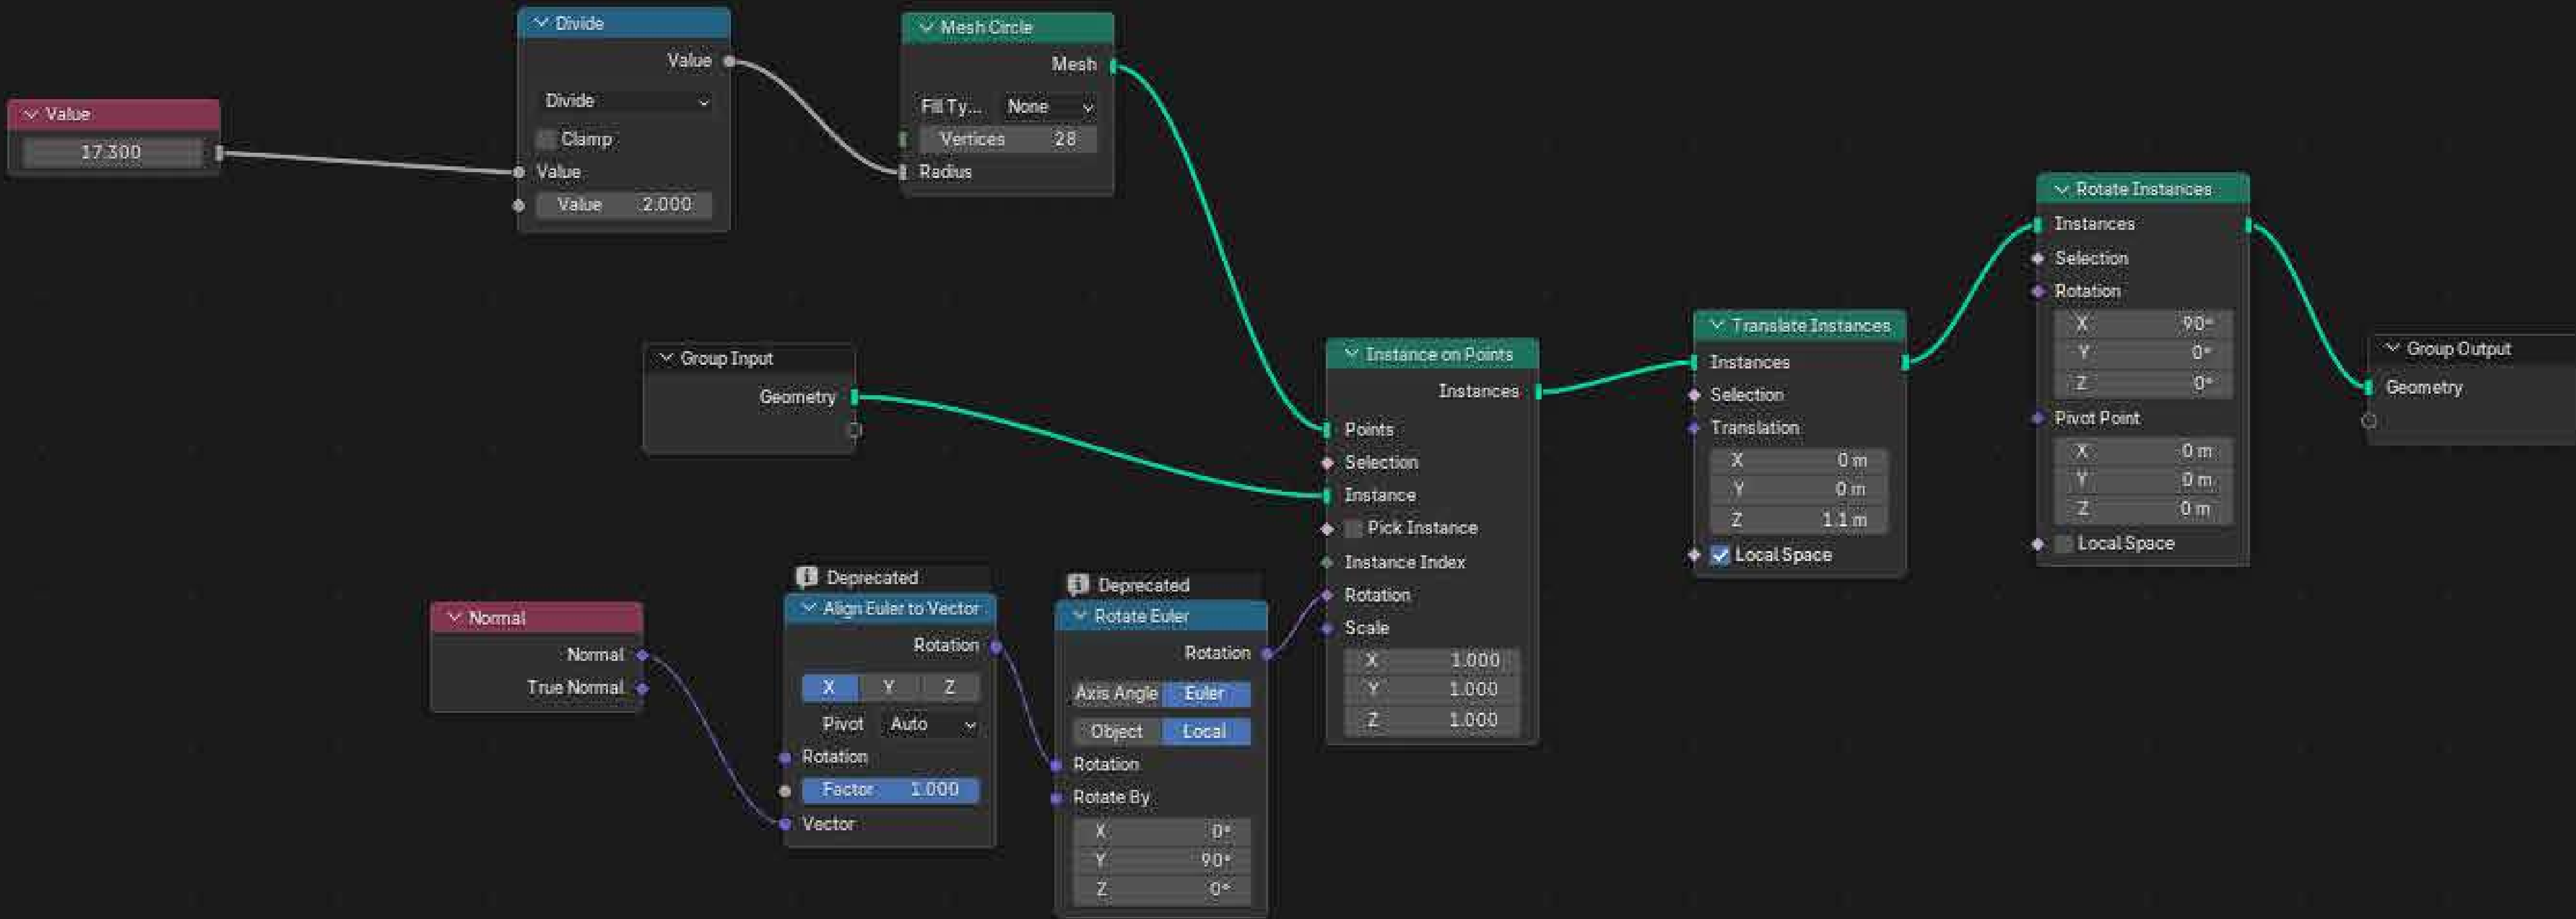 Value
17.300
Divide
Value
Divide
Clamp
Value
Value 2.000
Mesh Circle
Mesh
Fill Ty... None
Vertices 28
Radius
Group Input
Geometry
Normal
Normal
True Normal
Deprecated
Align Euler to Vector
Rotation
X Y Z
Pivot Auto
Rotation
Factor 1.000
Vector
Deprecated
Rotate Euler
Rotation
Axis Angle Euler
Object Local
Rotation
Rotate By
X 0°
Y 90°
Z 0°
Instance on Points
Instances
Points
Selection
Instance
Pick Instance
Instance Index
Rotation
Scale
X 1.000
Y 1.000
Z 1.000
Translate Instances
Instances
Selection
Translation
X 0 m
Y 0 m
Z 1.1 m
Local Space
Rotate Instances
Instances
Selection
Rotation
X 90°
Y 0°
Z 0°
Pivot Point
X 0 m
Y 0 m
Z 0 m
Local Space
Group Output
Geometry